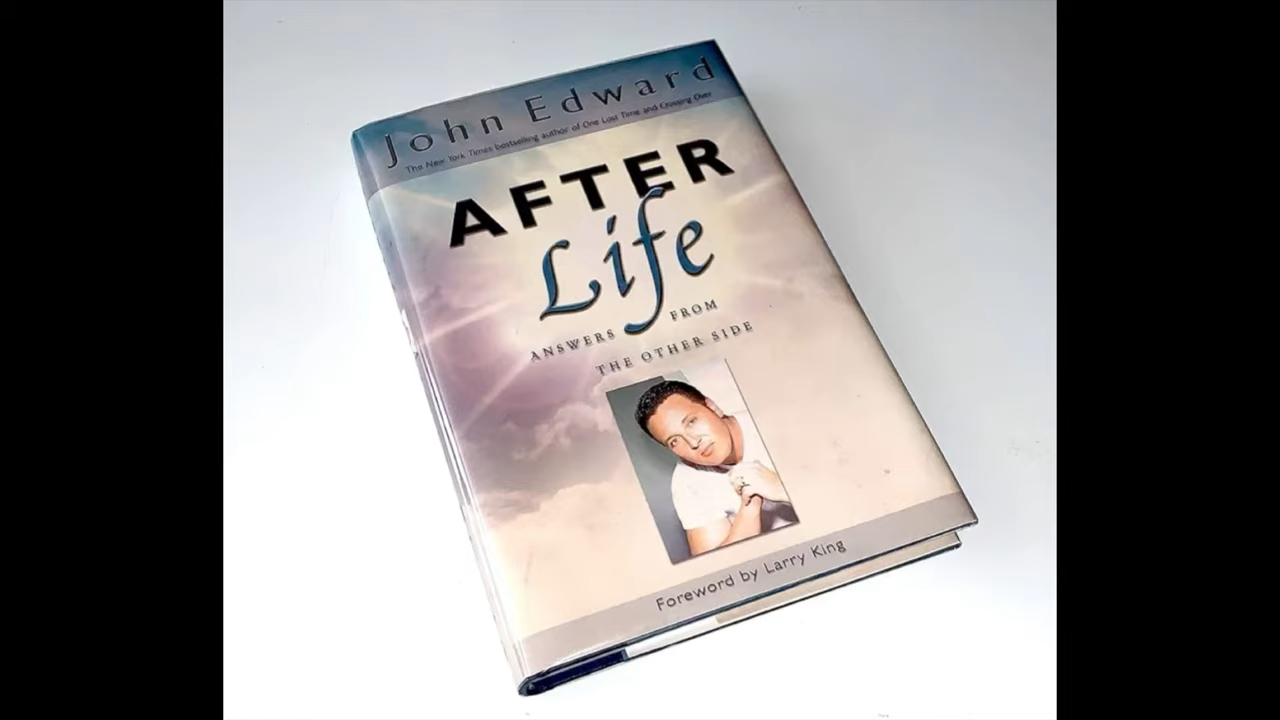 John Edward
The New York Times bestselling author of One Last Time and Crossing Over
AFTER
Life
ANSWERS FROM
THE OTHER SIDE
Foreword by Larry King